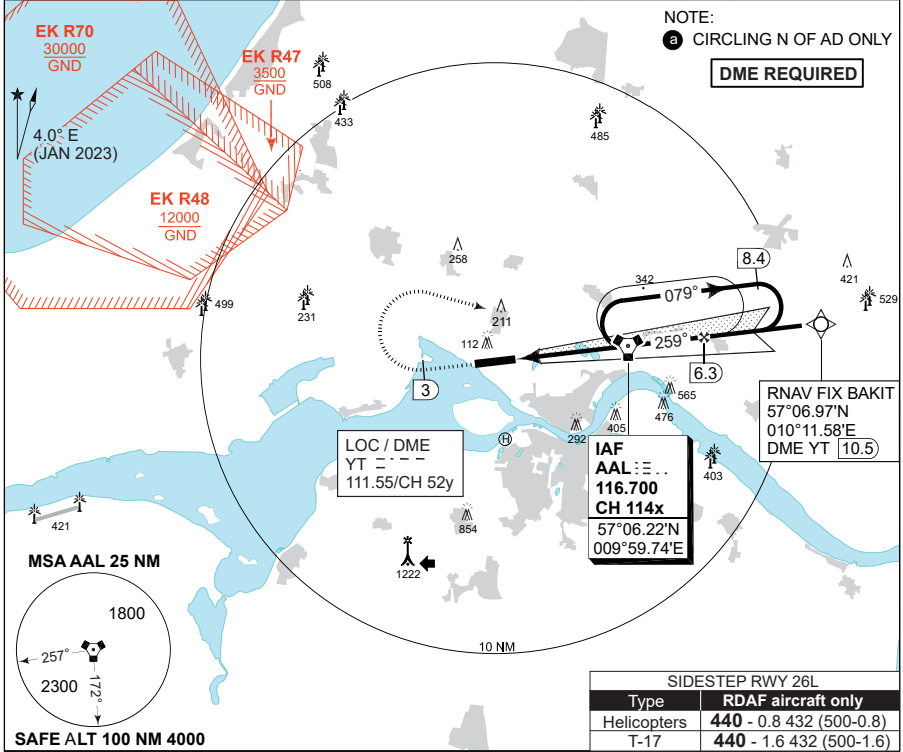 NOTE:
a CIRCLING N OF AD ONLY
DME REQUIRED
EK R70
30000
GND
EK R47
3500
GND
508
433
485
4.0° E
(JAN 2023)
EK R48
12000
GND
258
342
8.4
421
529
499
231
079°
211
112
259°
6.3
3
565
476
405
292
RNAV FIX BAKIT
57°06.97'N
010°11.58'E
DME YT 10.5
LOC / DME
YT
111.55/CH 52y
H
IAF
AAL
116.700
CH 114x
57°06.22'N
009°59.74'E
403
421
854
1222
MSA AAL 25 NM
1800
257°
2300
172°
SAFE ALT 100 NM 4000
10 NM
SIDESTEP RWY 26L
Type RDAF aircraft only
Helicopters 440 - 0.8 432 (500-0.8)
T-17 440 - 1.6 432 (500-1.6)